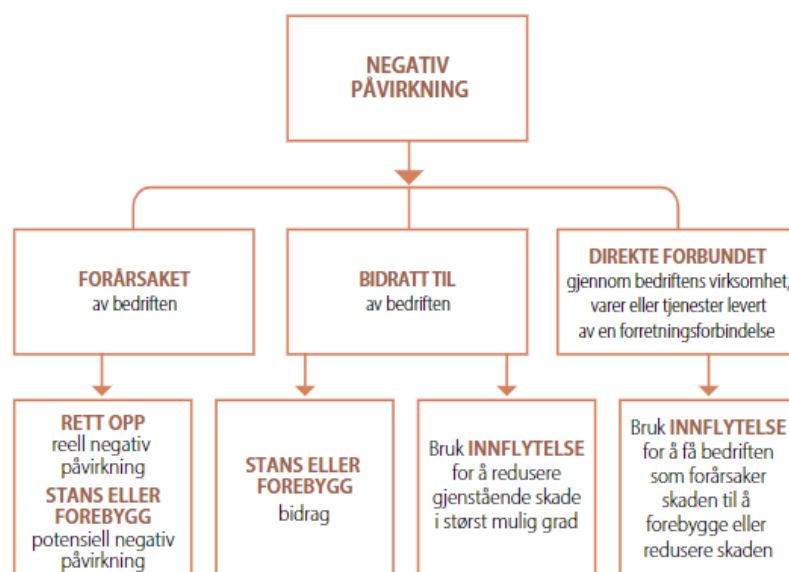 NEGATIV
PÅVIRKNING
FORÅRSAKET
av bedriften
BIDRATT TIL
av bedriften
DIREKTE FORBUNDET
gjennom bedriftens virksomhet,
varer eller tjenester levert
av en forretningsforbindelse
RETT OPP
reell negativ
påvirkning
STANS ELLER
FOREBYGG
potensiell negativ
påvirkning
STANS ELLER
FOREBYGG
bidrag
Bruk INNFLYTELSE
for å redusere
gjenstående skade
i størst mulig grad
Bruk INNFLYTELSE
for å få bedriften
som forårsaker
skaden til å
forebygge eller
redusere skaden